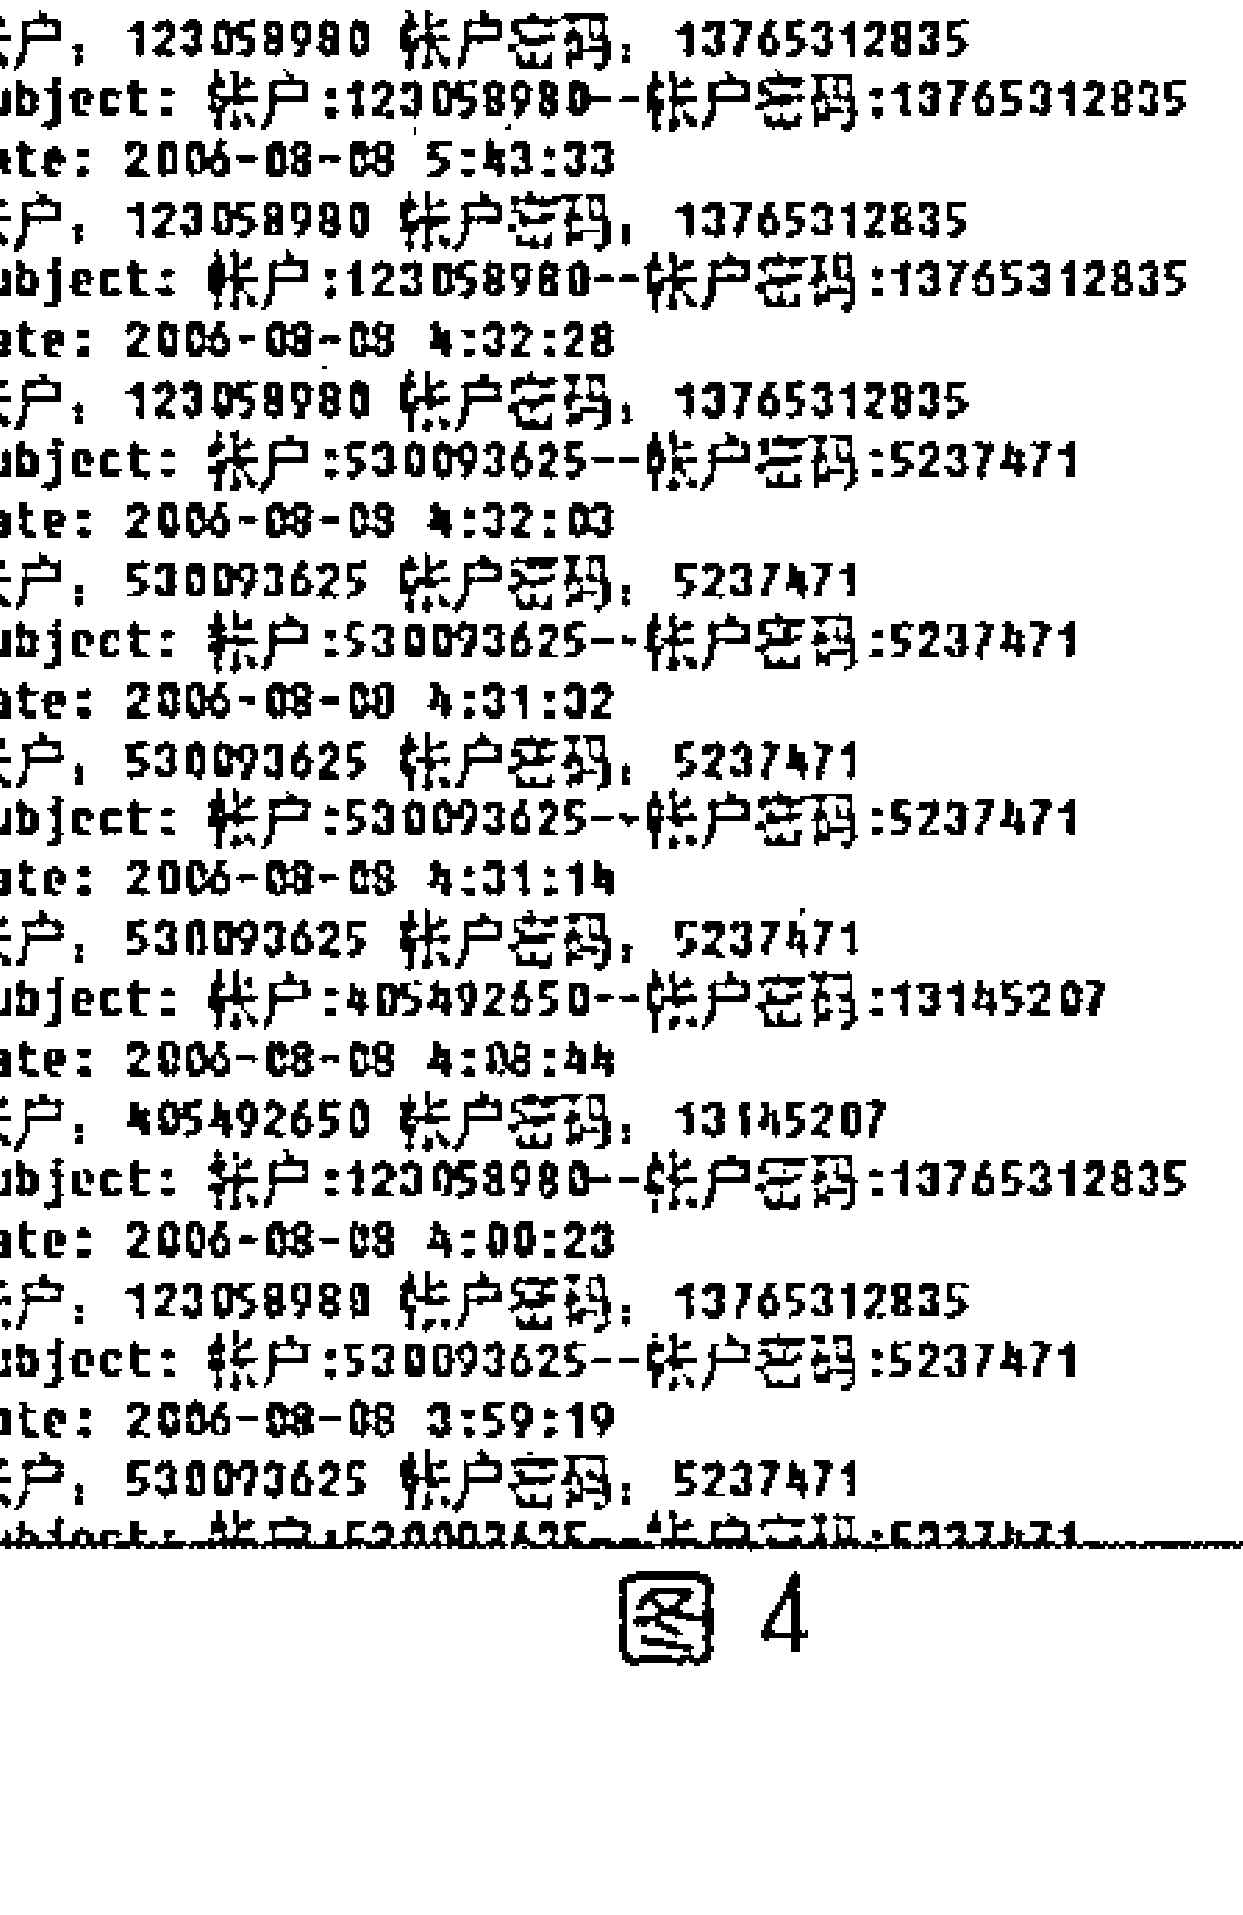 户: 123058980 帐户密码: 13765312835
ubject: 帐户:123058980--帐户密码:13765312835
ate: 2006-08-08 5:43:33
户: 123058980 帐户密码: 13765312835
ubject: 帐户:123058980--帐户密码:13765312835
ate: 2006-08-08 4:32:28
户: 123058980 帐户密码: 13765312835
ubject: 帐户:530093625--帐户密码:5237471
ate: 2006-08-08 4:32:03
户: 530093625 帐户密码: 5237471
ubject: 帐户:530093625--帐户密码:5237471
ate: 2006-08-08 4:31:32
户: 530093625 帐户密码: 5237471
ubject: 帐户:530093625--帐户密码:5237471
ate: 2006-08-08 4:31:14
户: 530093625 帐户密码: 5237471
ubject: 帐户:405492650--帐户密码:13145207
ate: 2006-08-08 4:08:44
户: 405492650 帐户密码: 13145207
ubject: 帐户:123058980--帐户密码:13765312835
ate: 2006-08-08 4:00:23
户: 123058980 帐户密码: 13765312835
ubject: 帐户:530093625--帐户密码:5237471
ate: 2006-08-08 3:59:19
户: 530093625 帐户密码: 5237471
ubject: 帐户:530093625--帐户密码:5237471
图 4